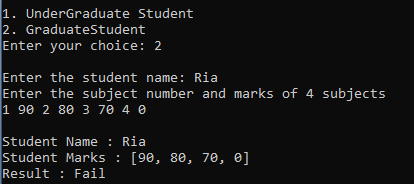 1. UnderGraduate Student
2. GraduateStudent
Enter your choice: 2
Enter the student name: Ria
Enter the subject number and marks of 4 subjects
1 90 2 80 3 70 4 0
Student Name : Ria
Student Marks : [90, 80, 70, 0]
Result : Fail